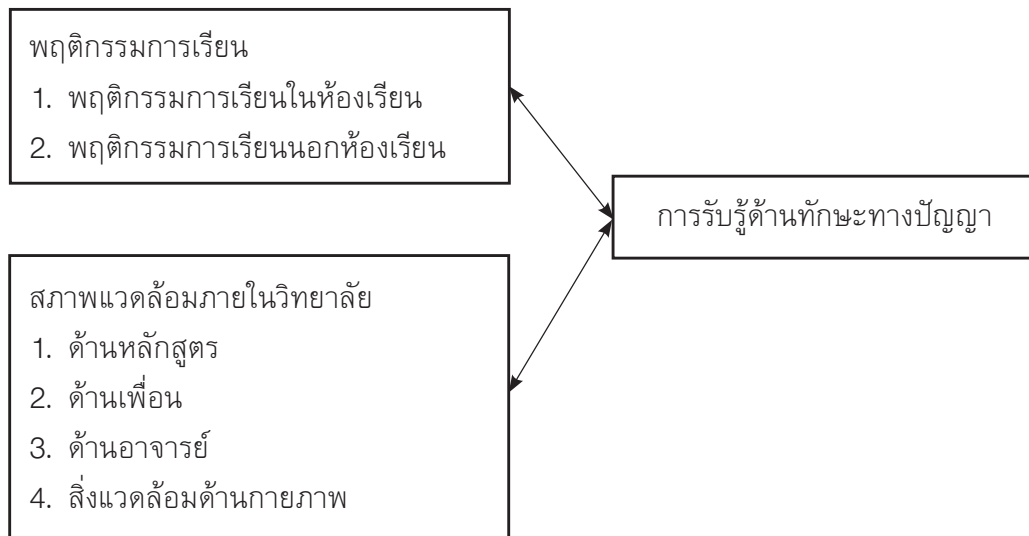 พฤติกรรมการเรียน
1. พฤติกรรมการเรียนในห้องเรียน
2. พฤติกรรมการเรียนนอกห้องเรียน
การรับรู้ด้านทักษะทางปัญญา
สภาพแวดล้อมภายในวิทยาลัย
1. ด้านหลักสูตร
2. ด้านเพื่อน
3. ด้านอาจารย์
4. สิ่งแวดล้อมด้านกายภาพ